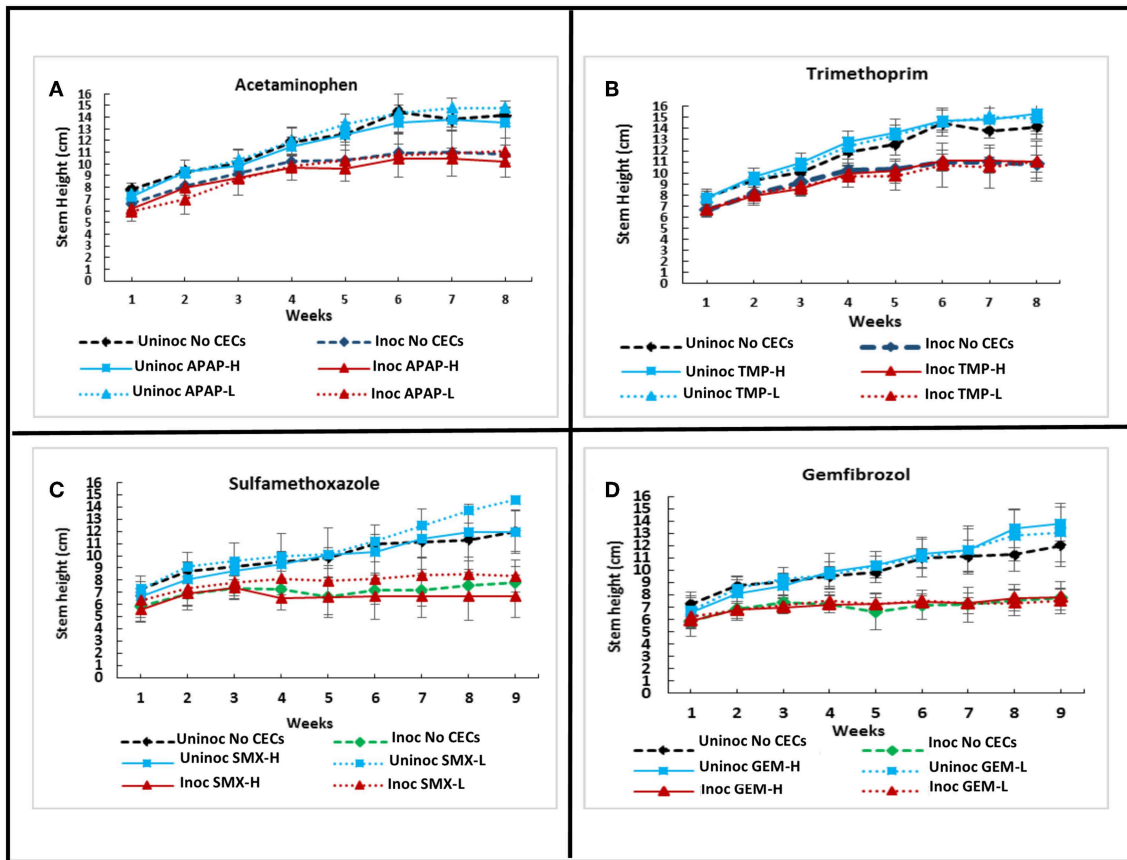 A
Acetaminophen
Stem Height (cm)
16
15
14
13
12
11
10
9
8
7
6
5
4
3
2
1
0
1 2 3 4 5 6 7 8
Weeks
Uninoc No CECs Inoc No CECs
Uninoc APAP-H Inoc APAP-H
Uninoc APAP-L Inoc APAP-L
B
Trimethoprim
Stem Height (cm)
16
15
14
13
12
11
10
9
8
7
6
5
4
3
2
1
0
1 2 3 4 5 6 7 8
Weeks
Uninoc No CECs Inoc No CECs
Uninoc TMP-H Inoc TMP-H
Uninoc TMP-L Inoc TMP-L
C
Sulfamethoxazole
Stem height (cm)
16
15
14
13
12
11
10
9
8
7
6
5
4
3
2
1
0
1 2 3 4 5 6 7 8 9
Weeks
Uninoc No CECs Inoc No CECs
Uninoc SMX-H Uninoc SMX-L
Inoc SMX-H Inoc SMX-L
D
Gemfibrozol
Stem height (cm)
16
15
14
13
12
11
10
9
8
7
6
5
4
3
2
1
0
1 2 3 4 5 6 7 8 9
Weeks
Uninoc No CECs Inoc No CECs
Uninoc GEM-H Uninoc GEM-L
Inoc GEM-H Inoc GEM-L